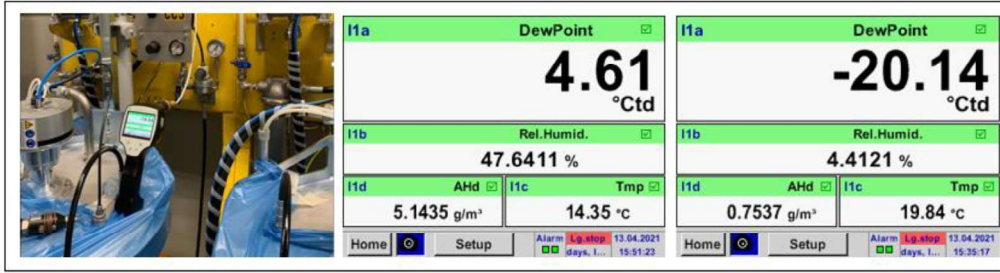 CCS
I1a DewPoint
4.61
°Ctd
I1b Rel.Humid.
47.6411 %
I1d AHd I1c Tmp
5.1435 g/m³ 14.35 °C
Home Setup Alarm Lg.stop 13.04.2021
days, I... 15:51:23
I1a DewPoint
-20.14
°Ctd
I1b Rel.Humid.
4.4121 %
I1d AHd I1c Tmp
0.7537 g/m³ 19.84 °C
Home Setup Alarm Lg.stop 13.04.2021
days, I... 15:35:17